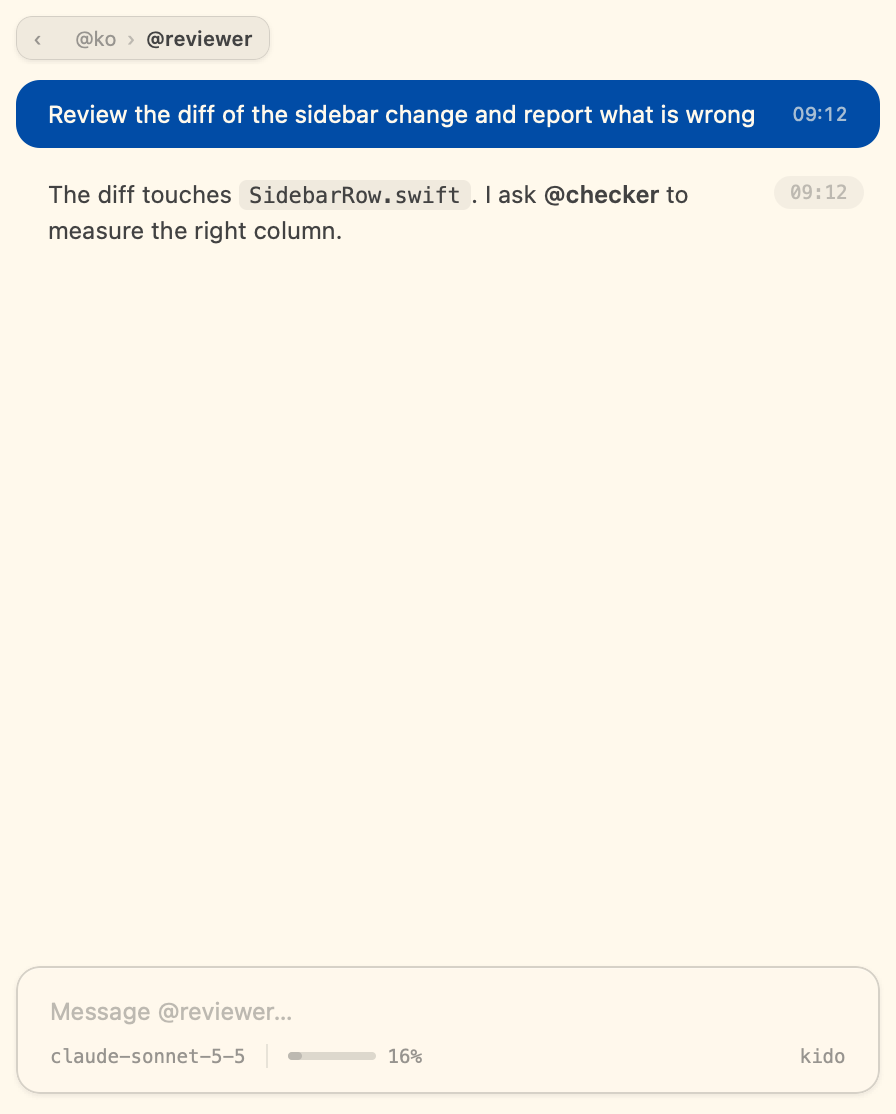 ‹ @ko › @reviewer
Review the diff of the sidebar change and report what is wrong 09:12
The diff touches SidebarRow.swift. I ask @checker to 09:12
measure the right column.
Message @reviewer...
claude-sonnet-5-5 16% kido